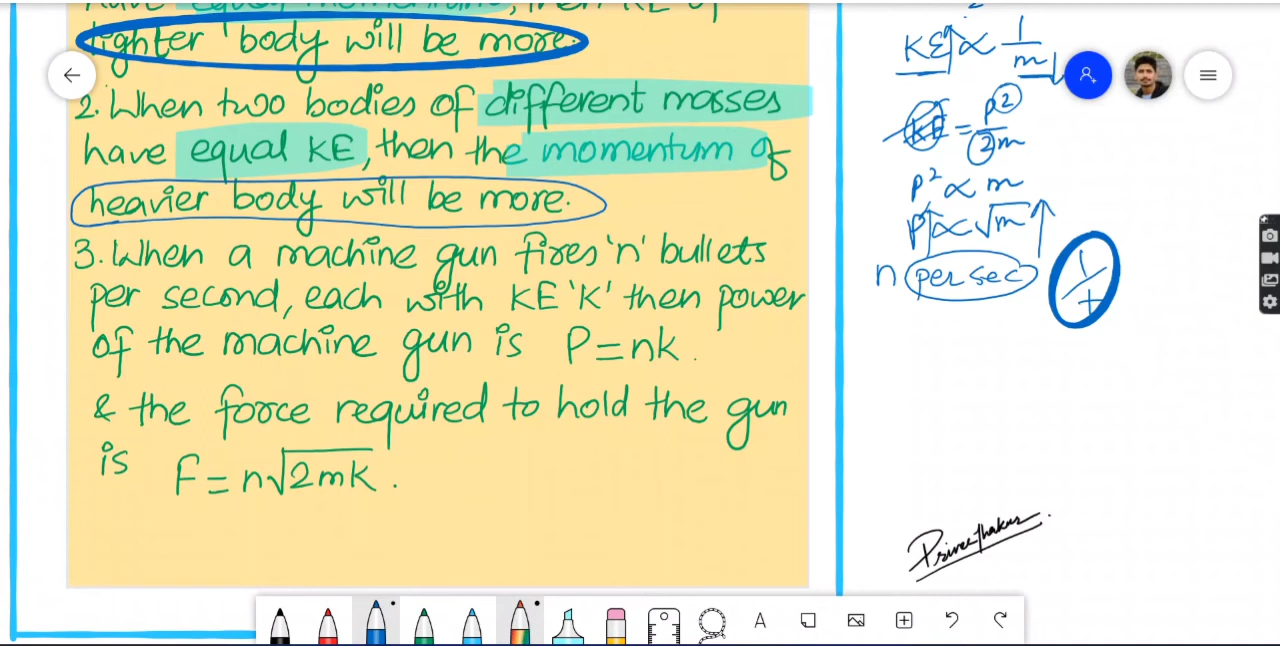 lighter body will be more.
2. When two bodies of different masses
have equal KE, then the momentum of
heavier body will be more.
3. When a machine gun fires 'n' bullets
per second, each with KE 'K' then power
of the machine gun is P=nk.
& the force required to hold the gun
is F=n√2mk.
KE ∝ 1/m
KE = p²/2m
p² ∝ m
p ∝ √m
n per sec 1/t
A